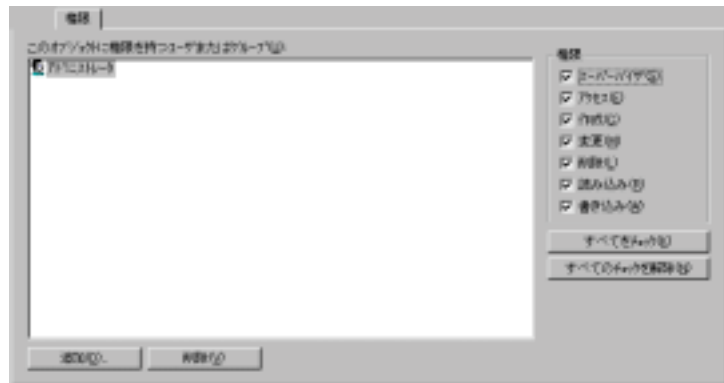 権限
このオブジェクトに権限を持つユーザまたはグループ(U):
アドミニストレータ
権限
スーパーバイザ(S)
アクセス(E)
作成(C)
変更(M)
削除(L)
読み込み(R)
書き込み(W)
すべてをチェック(K)
すべてのチェックを解除(N)
追加(D)...
削除(V)